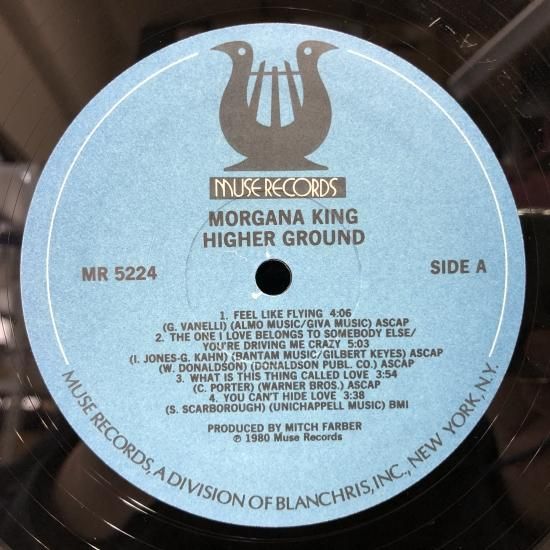 MUSE RECORDS
MORGANA KING
HIGHER GROUND
MR 5224
SIDE A
1. FEEL LIKE FLYING 4:06
(G. VANELLI) (ALMO MUSIC/GIVA MUSIC) ASCAP
2. THE ONE I LOVE BELONGS TO SOMEBODY ELSE/
YOU'RE DRIVING ME CRAZY 5:03
(I. JONES-G. KAHN) (BANTAM MUSIC/GILBERT KEYES) ASCAP
(W. DONALDSON) (DONALDSON PUBL. CO.) ASCAP
3. WHAT IS THIS THING CALLED LOVE 3:54
(C. PORTER) (WARNER BROS.) ASCAP
4. YOU CAN'T HIDE LOVE 3:38
(S. SCARBOROUGH) (UNICHAPPELL MUSIC) BMI
PRODUCED BY MITCH FARBER
℗ 1980 Muse Records
MUSE RECORDS, A DIVISION OF BLANCHRIS, INC., NEW YORK, N.Y.